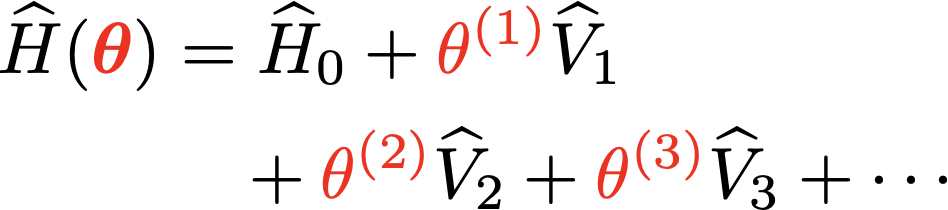 Ĥ(θ) = Ĥ₀ + θ⁽¹⁾V̂₁
+ θ⁽²⁾V̂₂ + θ⁽³⁾V̂₃ + ···